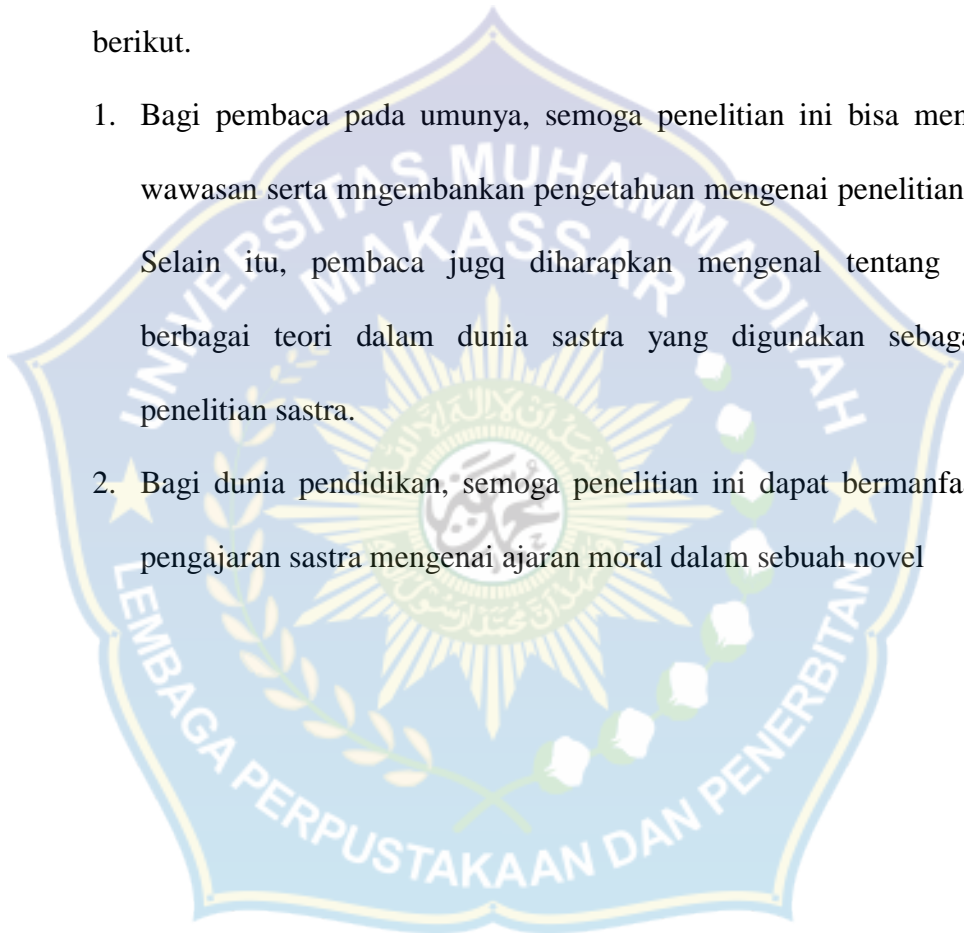 berikut.
1. Bagi pembaca pada umunya, semoga penelitian ini bisa men
wawasan serta mngembankan pengetahuan mengenai penelitian
Selain itu, pembaca jugq diharapkan mengenal tentang
berbagai teori dalam dunia sastra yang digunakan sebaga
penelitian sastra.
2. Bagi dunia pendidikan, semoga penelitian ini dapat bermanfa
pengajaran sastra mengenai ajaran moral dalam sebuah novel
UNIVERSITAS MUHAMMADIYAH
MAKASSAR
LEMBAGA PERPUSTAKAAN DAN PENERBITAN